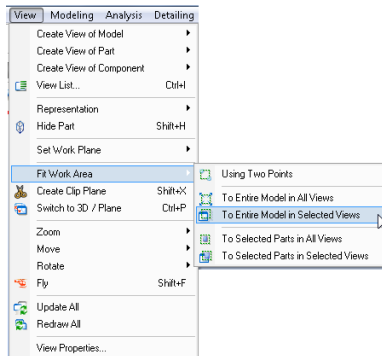 View Modeling Analysis Detailing
Create View of Model
Create View of Part
Create View of Component
View List... Ctrl+I
Representation
Hide Part Shift+H
Set Work Plane
Fit Work Area
Create Clip Plane Shift+X
Switch to 3D / Plane Ctrl+P
Zoom
Move
Rotate
Fly Shift+F
Update All
Redraw All
View Properties...
Using Two Points
To Entire Model in All Views
To Entire Model in Selected Views
To Selected Parts in All Views
To Selected Parts in Selected Views